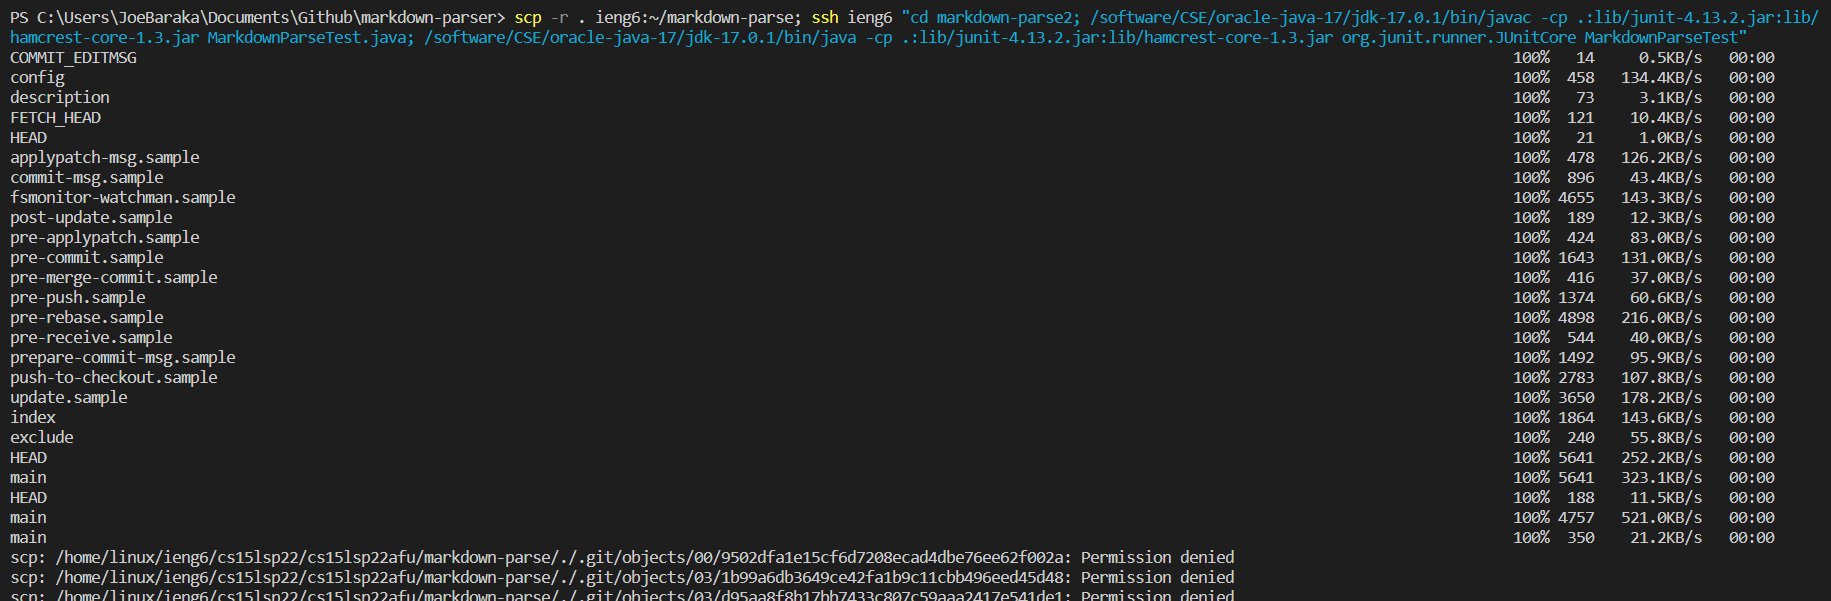 PS C:\Users\JoeBaraka\Documents\Github\markdown-parser> scp -r . ieng6:~/markdown-parse; ssh ieng6 "cd markdown-parse2; /software/CSE/oracle-java-17/jdk-17.0.1/bin/javac -cp .:lib/junit-4.13.2.jar:lib/
hamcrest-core-1.3.jar MarkdownParseTest.java; /software/CSE/oracle-java-17/jdk-17.0.1/bin/java -cp .:lib/junit-4.13.2.jar:lib/hamcrest-core-1.3.jar org.junit.runner.JUnitCore MarkdownParseTest"
COMMIT_EDITMSG 100% 14 0.5KB/s 00:00
config 100% 458 134.4KB/s 00:00
description 100% 73 3.1KB/s 00:00
FETCH_HEAD 100% 121 10.4KB/s 00:00
HEAD 100% 21 1.0KB/s 00:00
applypatch-msg.sample 100% 478 126.2KB/s 00:00
commit-msg.sample 100% 896 43.4KB/s 00:00
fsmonitor-watchman.sample 100% 4655 143.3KB/s 00:00
post-update.sample 100% 189 12.3KB/s 00:00
pre-applypatch.sample 100% 424 83.0KB/s 00:00
pre-commit.sample 100% 1643 131.0KB/s 00:00
pre-merge-commit.sample 100% 416 37.0KB/s 00:00
pre-push.sample 100% 1374 60.6KB/s 00:00
pre-rebase.sample 100% 4898 216.0KB/s 00:00
pre-receive.sample 100% 544 40.0KB/s 00:00
prepare-commit-msg.sample 100% 1492 95.9KB/s 00:00
push-to-checkout.sample 100% 2783 107.8KB/s 00:00
update.sample 100% 3650 178.2KB/s 00:00
index 100% 1864 143.6KB/s 00:00
exclude 100% 240 55.8KB/s 00:00
HEAD 100% 5641 252.2KB/s 00:00
main 100% 5641 323.1KB/s 00:00
HEAD 100% 188 11.5KB/s 00:00
main 100% 4757 521.0KB/s 00:00
main 100% 350 21.2KB/s 00:00
scp: /home/linux/ieng6/cs15lsp22/cs15lsp22afu/markdown-parse/./.git/objects/00/9502dfa1e15cf6d7208ecad4dbe76ee62f002a: Permission denied
scp: /home/linux/ieng6/cs15lsp22/cs15lsp22afu/markdown-parse/./.git/objects/03/1b99a6db3649ce42fa1b9c11cbb496eed45d48: Permission denied
scp: /home/linux/ieng6/cs15lsp22/cs15lsp22afu/markdown-parse/./.git/objects/03/d95aa8f8b17bb7433c807c59aaa2417e541de1: Permission denied